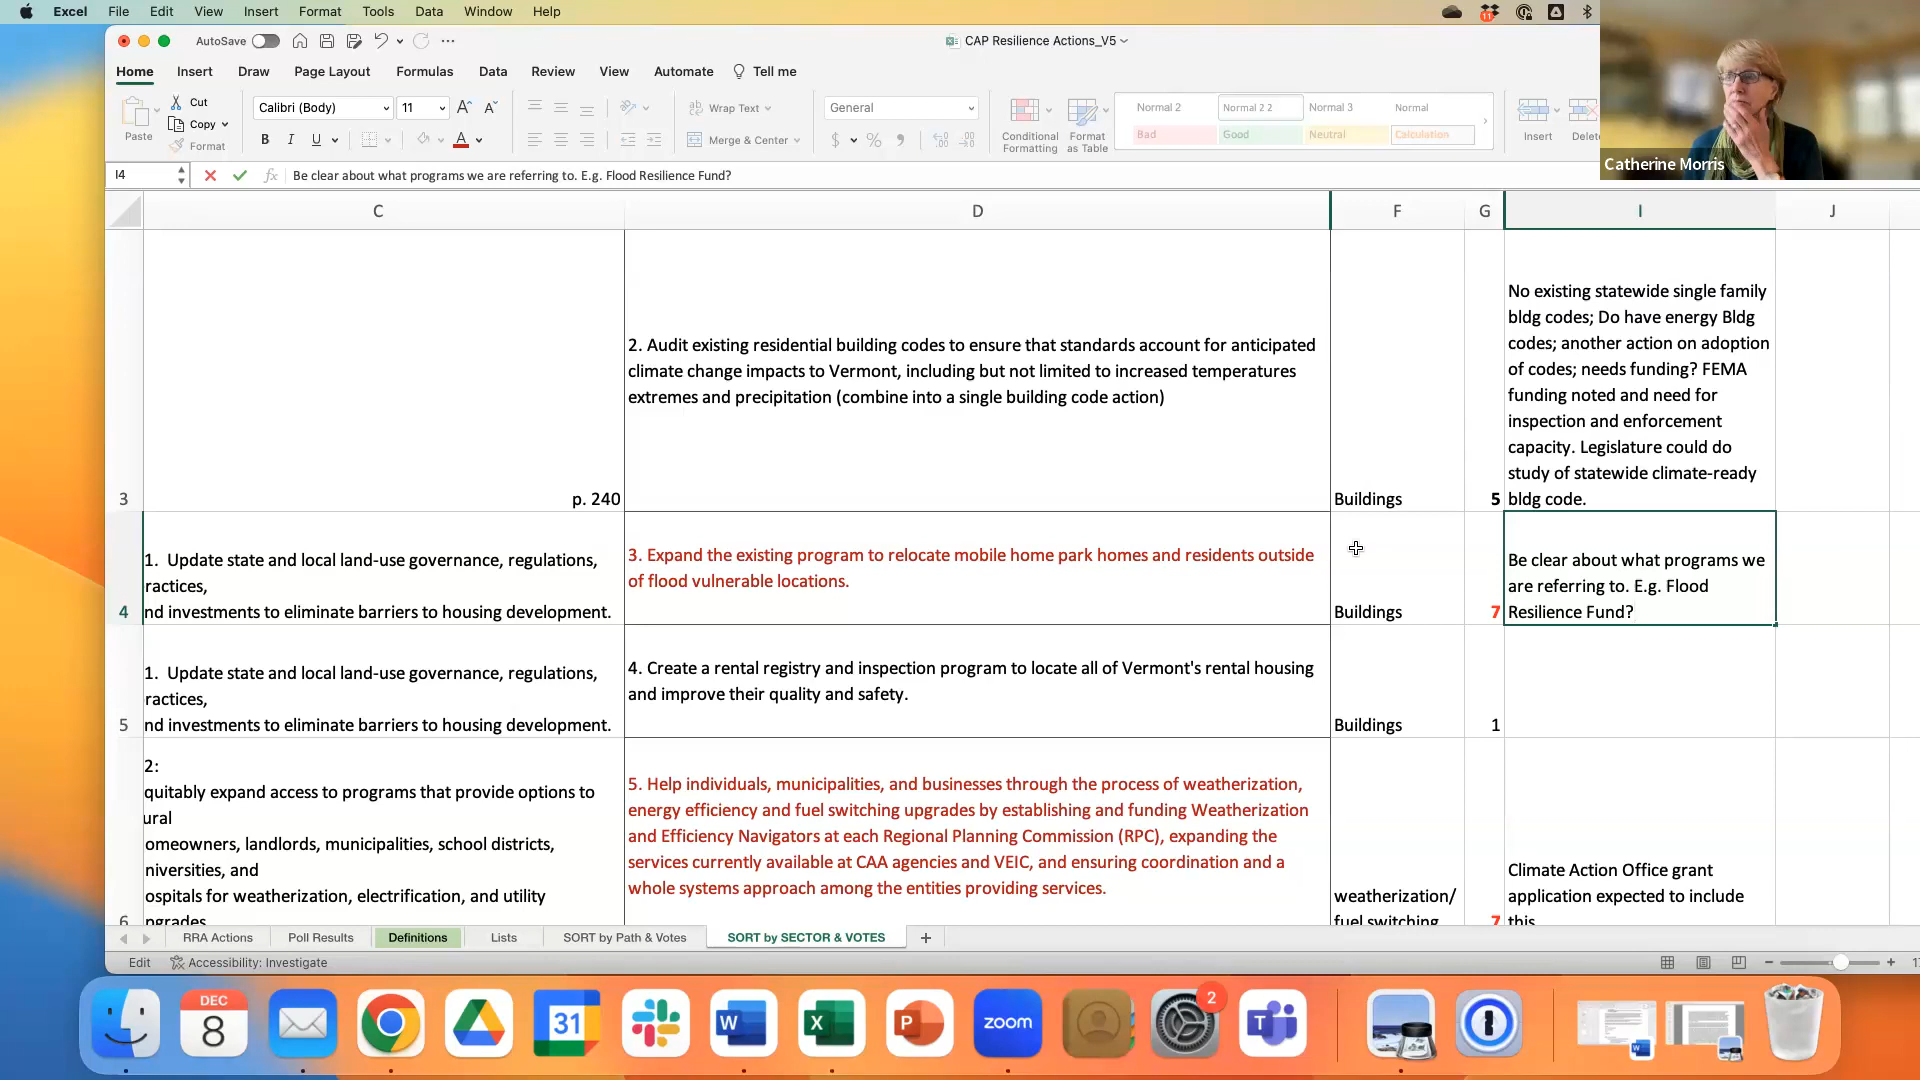 Excel File Edit View Insert Format Tools Data Window Help
11
AutoSave
CAP Resilience Actions_V5
Home Insert Draw Page Layout Formulas Data Review View Automate Tell me
Paste
Cut
Copy
Format
Calibri (Body) 11
B I U
Wrap Text
Merge & Center
General
$ % 9
Conditional
Formatting
Format
as Table
Normal 2 Normal 2 2 Normal 3 Normal
Bad Good Neutral Calculation
Insert
Catherine Morris
I4 fx Be clear about what programs we are referring to. E.g. Flood Resilience Fund?
C D F G I J
3
p. 240
2. Audit existing residential building codes to ensure that standards account for anticipated
climate change impacts to Vermont, including but not limited to increased temperatures
extremes and precipitation (combine into a single building code action)
Buildings
5
No existing statewide single family
bldg codes; Do have energy Bldg
codes; another action on adoption
of codes; needs funding? FEMA
funding noted and need for
inspection and enforcement
capacity. Legislature could do
study of statewide climate-ready
bldg code.
4
1. Update state and local land-use governance, regulations,
ractices,
nd investments to eliminate barriers to housing development.
3. Expand the existing program to relocate mobile home park homes and residents outside
of flood vulnerable locations.
Buildings
7
Be clear about what programs we
are referring to. E.g. Flood
Resilience Fund?
5
1. Update state and local land-use governance, regulations,
ractices,
nd investments to eliminate barriers to housing development.
4. Create a rental registry and inspection program to locate all of Vermont's rental housing
and improve their quality and safety.
Buildings
1
6
2:
quitably expand access to programs that provide options to
ural
omeowners, landlords, municipalities, school districts,
niversities, and
ospitals for weatherization, electrification, and utility
pgrades
5. Help individuals, municipalities, and businesses through the process of weatherization,
energy efficiency and fuel switching upgrades by establishing and funding Weatherization
and Efficiency Navigators at each Regional Planning Commission (RPC), expanding the
services currently available at CAA agencies and VEIC, and ensuring coordination and a
whole systems approach among the entities providing services.
weatherization/
fuel switching
7
Climate Action Office grant
application expected to include
this
RRA Actions Poll Results Definitions Lists SORT by Path & Votes SORT by SECTOR & VOTES +
Edit Accessibility: Investigate
DEC
8
31
W
X
P
zoom
2
T